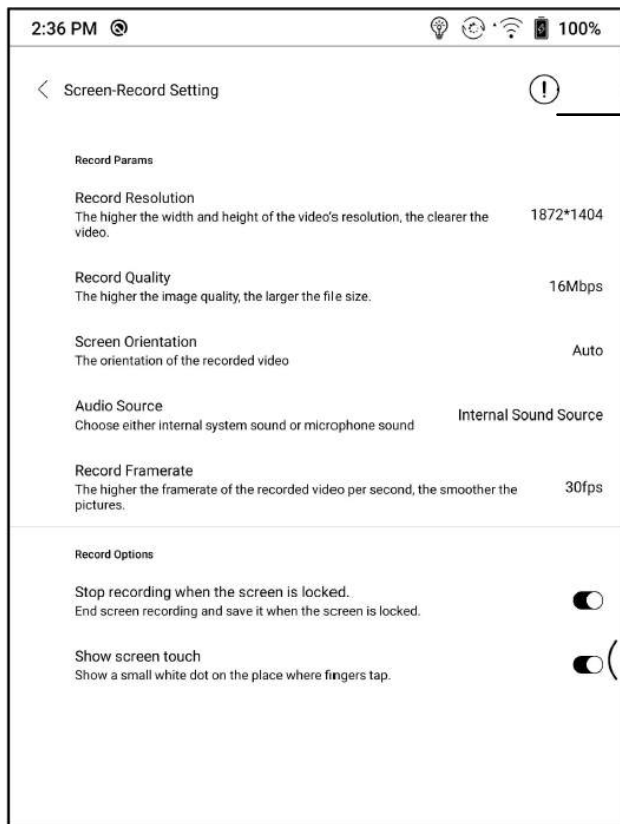 2:36 PM 100%
Screen-Record Setting
Record Params
Record Resolution
The higher the width and height of the video's resolution, the clearer the
video.
1872*1404
Record Quality
The higher the image quality, the larger the file size.
16Mbps
Screen Orientation
The orientation of the recorded video
Auto
Audio Source
Choose either internal system sound or microphone sound
Internal Sound Source
Record Framerate
The higher the framerate of the recorded video per second, the smoother the
pictures.
30fps
Record Options
Stop recording when the screen is locked.
End screen recording and save it when the screen is locked.
Show screen touch
Show a small white dot on the place where fingers tap.